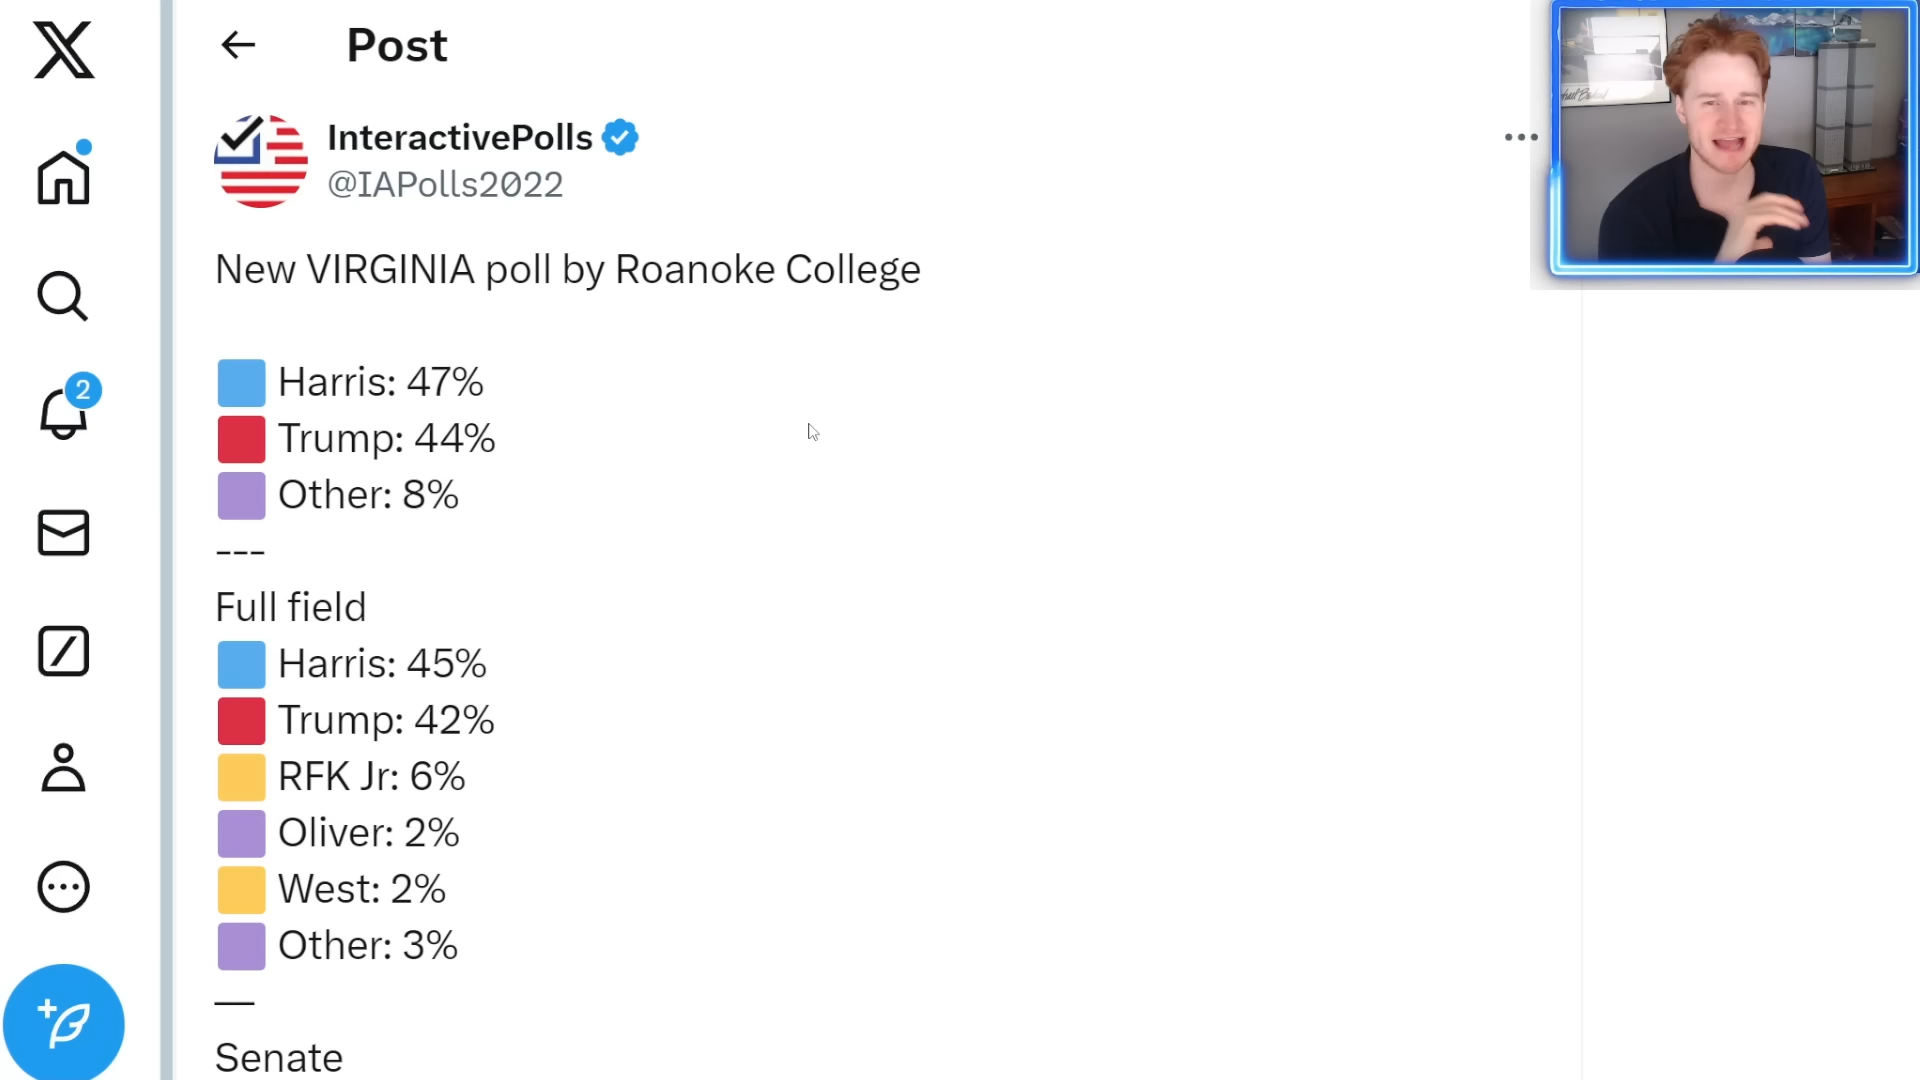 Post
InteractivePolls
@IAPolls2022
New VIRGINIA poll by Roanoke College
Harris: 47%
Trump: 44%
Other: 8%
---
Full field
Harris: 45%
Trump: 42%
RFK Jr: 6%
Oliver: 2%
West: 2%
Other: 3%
—
Senate
2